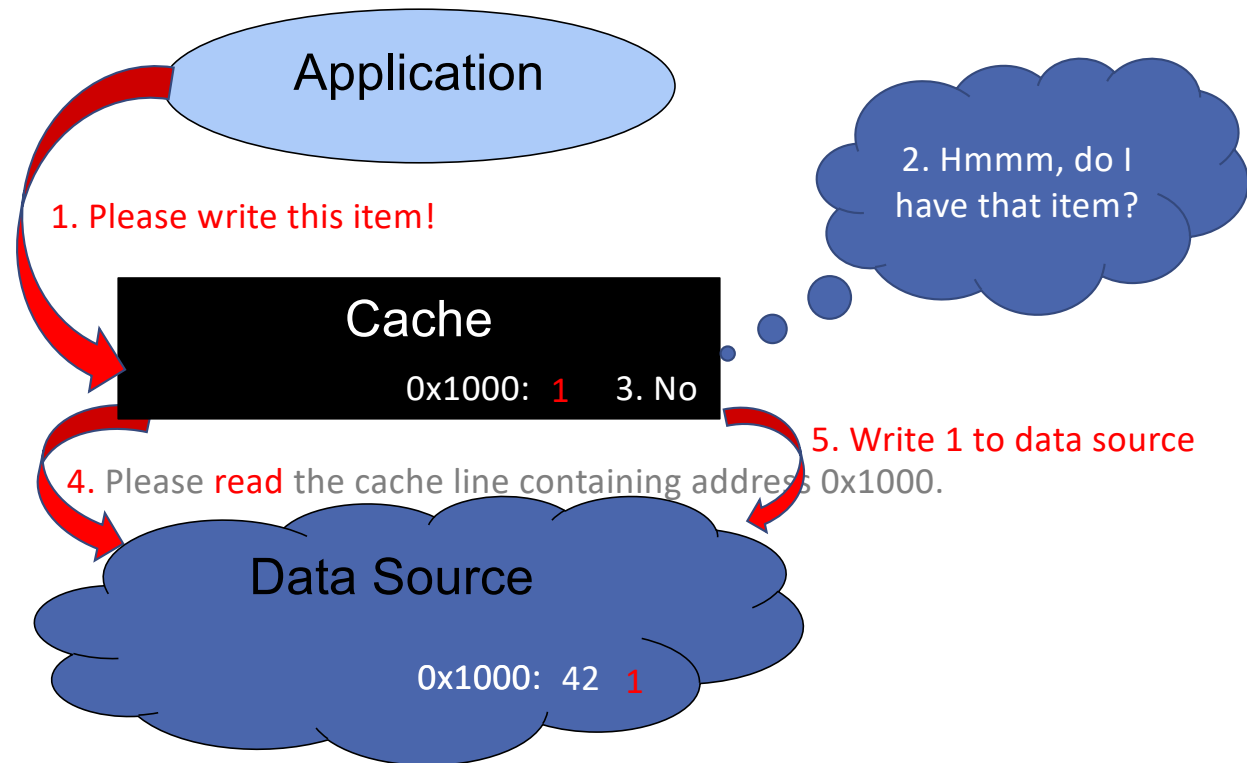 Application
2. Hmmm, do I
have that item?
1. Please write this item!
Cache
0x1000: 1 3. No
5. Write 1 to data source
4. Please read the cache line containing address 0x1000.
Data Source
0x1000: 42 1